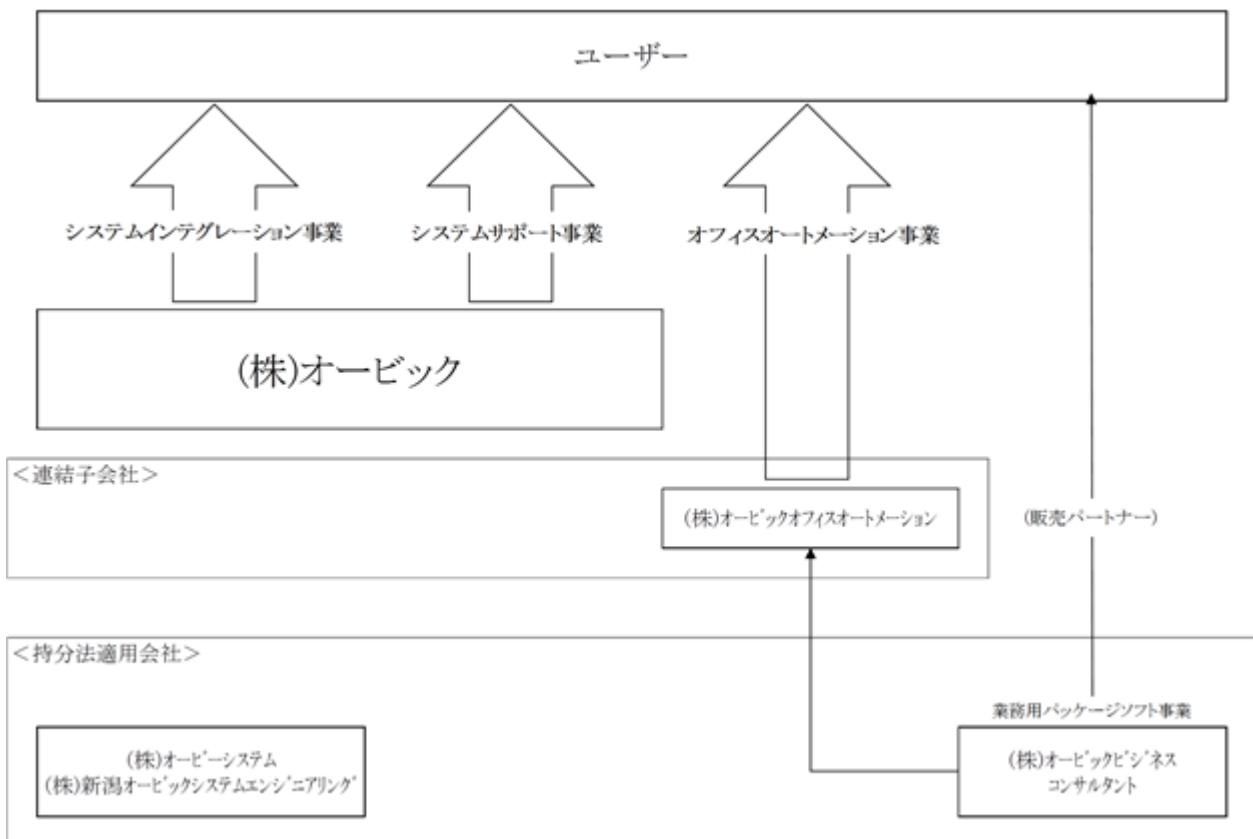 ユーザー
システムインテグレーション事業
システムサポート事業
オフィスオートメーション事業
(株)オービック
＜連結子会社＞
(株)オービックオフィスオートメーション
(販売パートナー)
＜持分法適用会社＞
業務用パッケージソフト事業
(株)オービーシステム
(株)新潟オービックシステムエンジニアリング
(株)オービックビジネス
コンサルタント